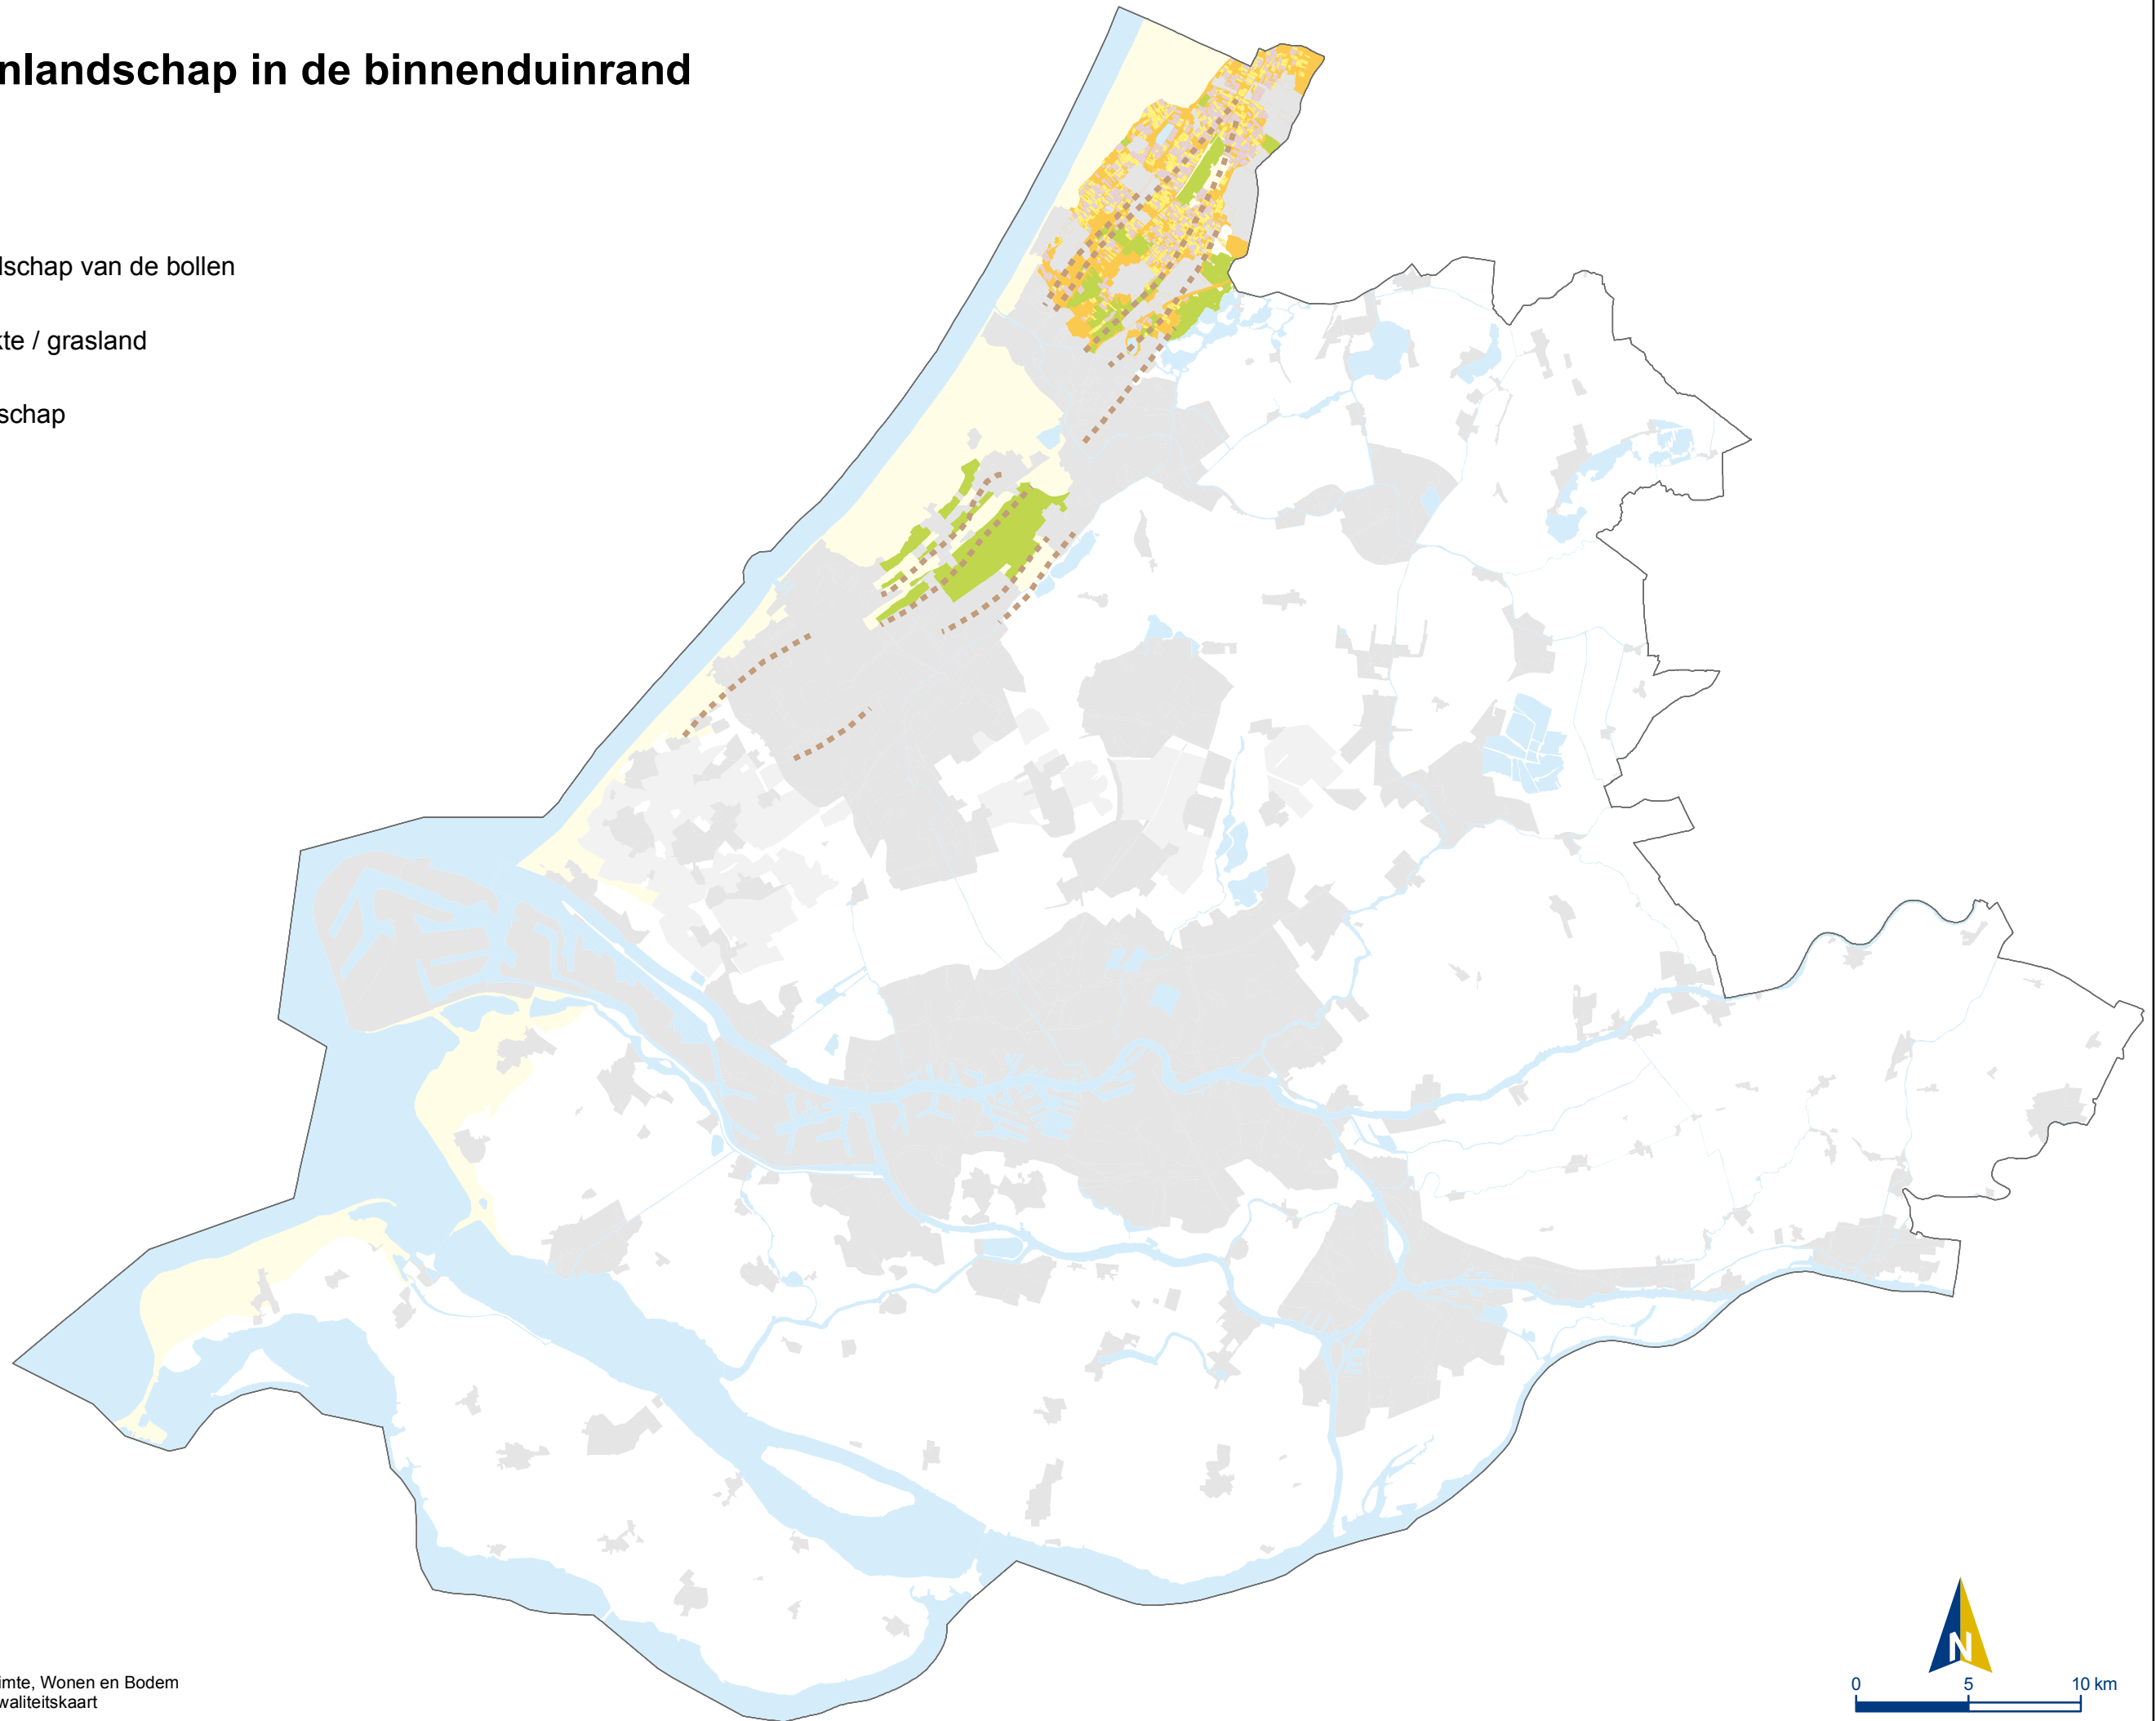 nlandschap in de binnenduinrand
dschap van de bollen
kte / grasland
schap
N
0 5 10 km
imte, Wonen en Bodem
waliteitskaart